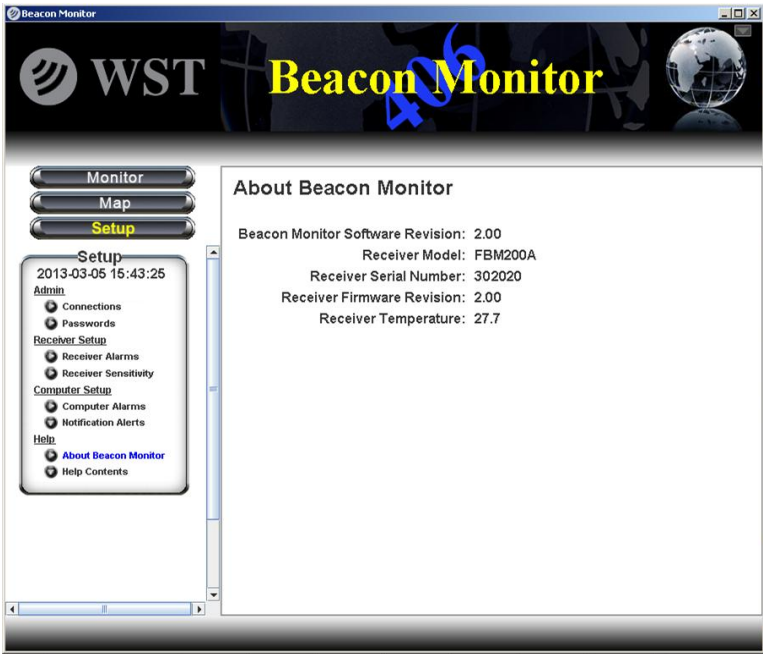 Beacon Monitor
WST
Beacon Monitor
406
Monitor
Map
Setup
Setup
2013-03-05 15:43:25
Admin
Connections
Passwords
Receiver Setup
Receiver Alarms
Receiver Sensitivity
Computer Setup
Computer Alarms
Notification Alerts
Help
About Beacon Monitor
Help Contents
About Beacon Monitor
Beacon Monitor Software Revision: 2.00
Receiver Model: FBM200A
Receiver Serial Number: 302020
Receiver Firmware Revision: 2.00
Receiver Temperature: 27.7